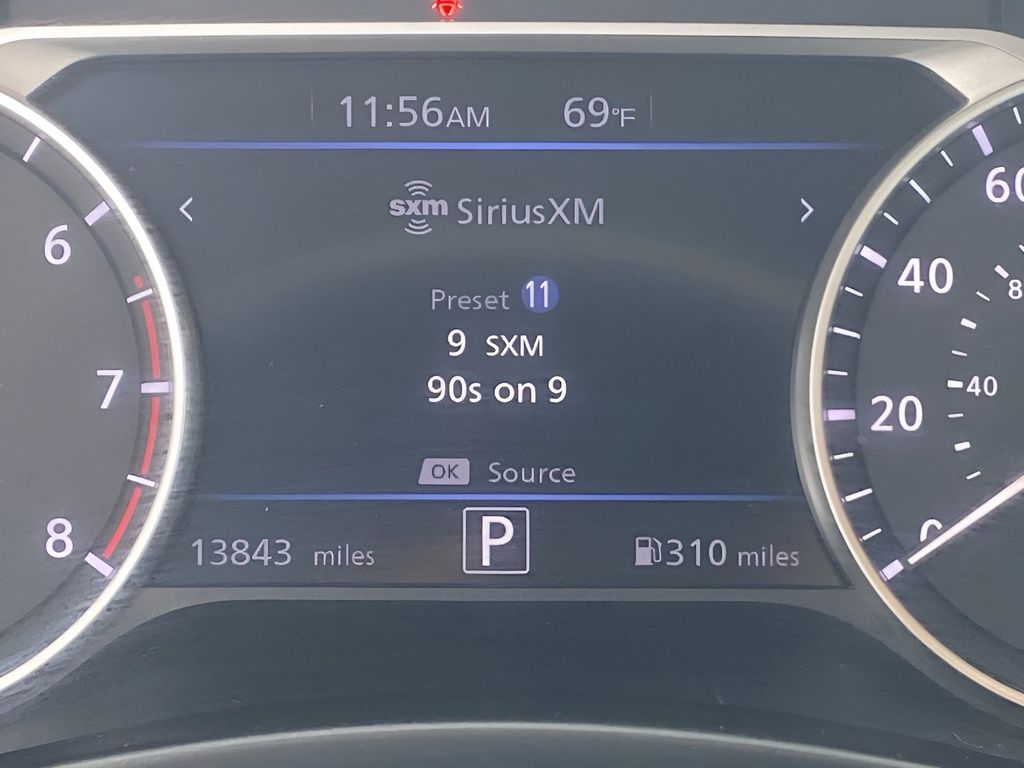 11:56AM 69°F
< sxm SiriusXM >
Preset 11
9 SXM
90s on 9
OK Source
13843 miles P 310 miles
6
7
8
60
40
20
0
40
8